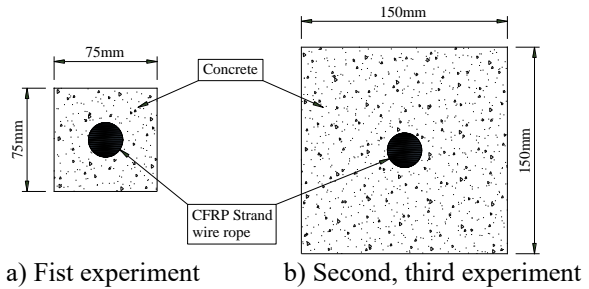 150mm
75mm
Concrete
75mm
150mm
CFRP Strand
wire rope
a) Fist experiment
b) Second, third experiment